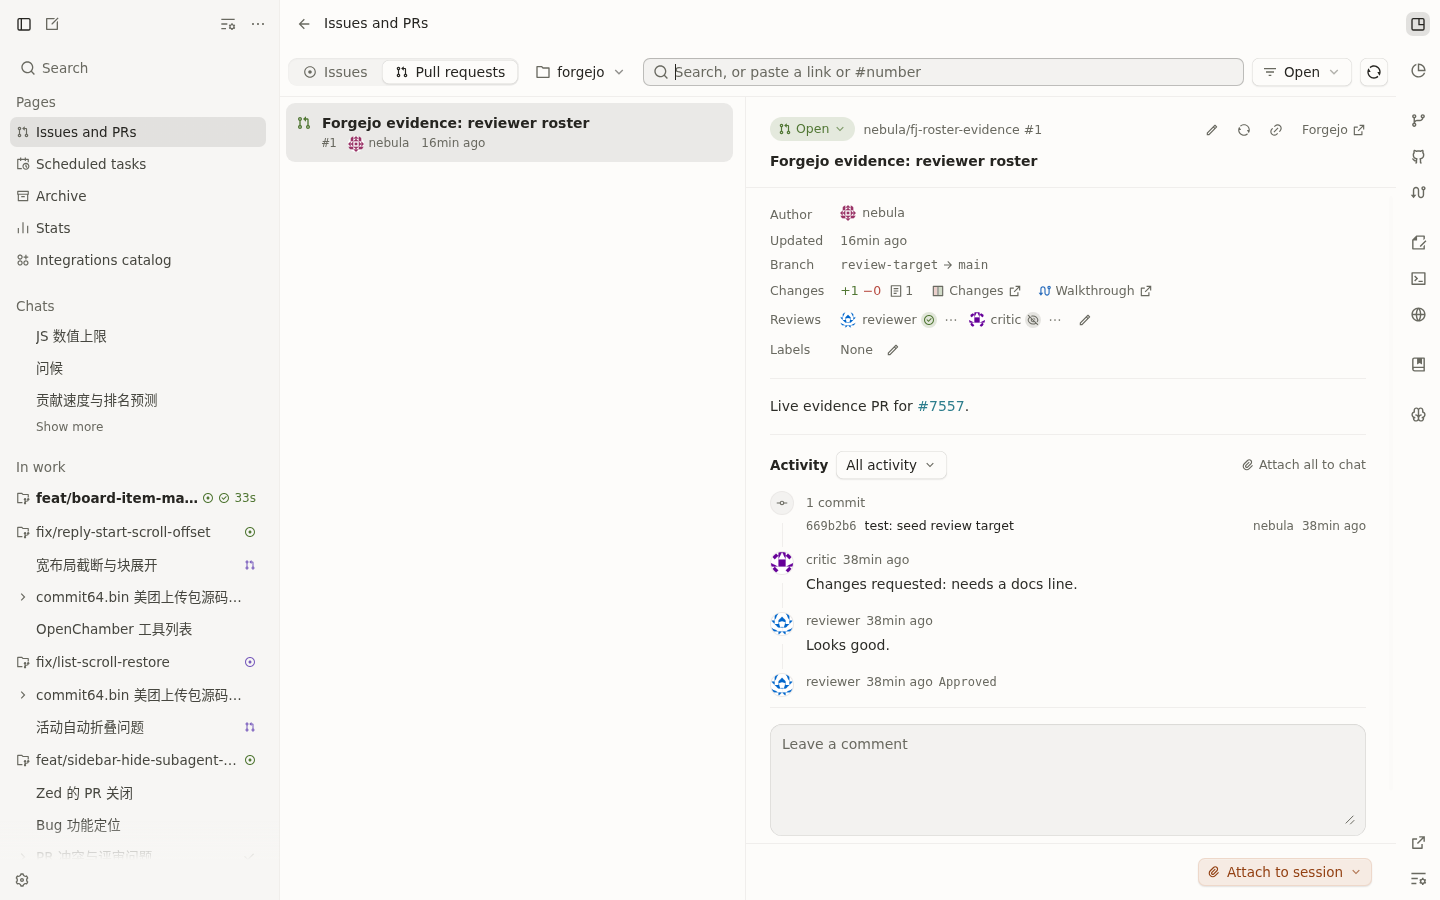 Issues and PRs
Search
Issues
Pull requests
forgejo
Search, or paste a link or #number
Open
Pages
Issues and PRs
Scheduled tasks
Archive
Stats
Integrations catalog
Chats
JS 数值上限
问候
贡献速度与排名预测
Show more
In work
feat/board-item-ma... 33s
fix/reply-start-scroll-offset
宽布局截断与块展开
commit64.bin 美团上传包源码...
OpenChamber 工具列表
fix/list-scroll-restore
commit64.bin 美团上传包源码...
活动自动折叠问题
feat/sidebar-hide-subagent-...
Zed 的 PR 关闭
Bug 功能定位
PR 冲突与评审问题
Forgejo evidence: reviewer roster
#1 nebula 16min ago
Open nebula/fj-roster-evidence #1 Forgejo
Forgejo evidence: reviewer roster
Author nebula
Updated 16min ago
Branch review-target → main
Changes +1 −0 1 Changes Walkthrough
Reviews reviewer ... critic ...
Labels None
Live evidence PR for #7557.
Activity All activity Attach all to chat
1 commit
669b2b6 test: seed review target nebula 38min ago
critic 38min ago
Changes requested: needs a docs line.
reviewer 38min ago
Looks good.
reviewer 38min ago Approved
Leave a comment
Attach to session